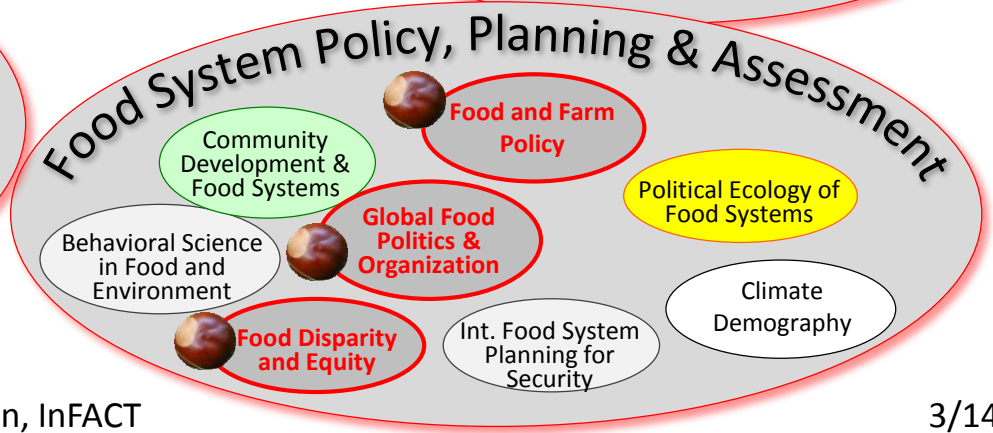 Food System Policy, Planning & Assessment
Food and Farm
Policy
Community
Development &
Food Systems
Political Ecology of
Food Systems
Global Food
Politics &
Organization
Behavioral Science
in Food and
Environment
Climate
Demography
Food Disparity
and Equity
Int. Food System
Planning for
Security
n, InFACT
3/14